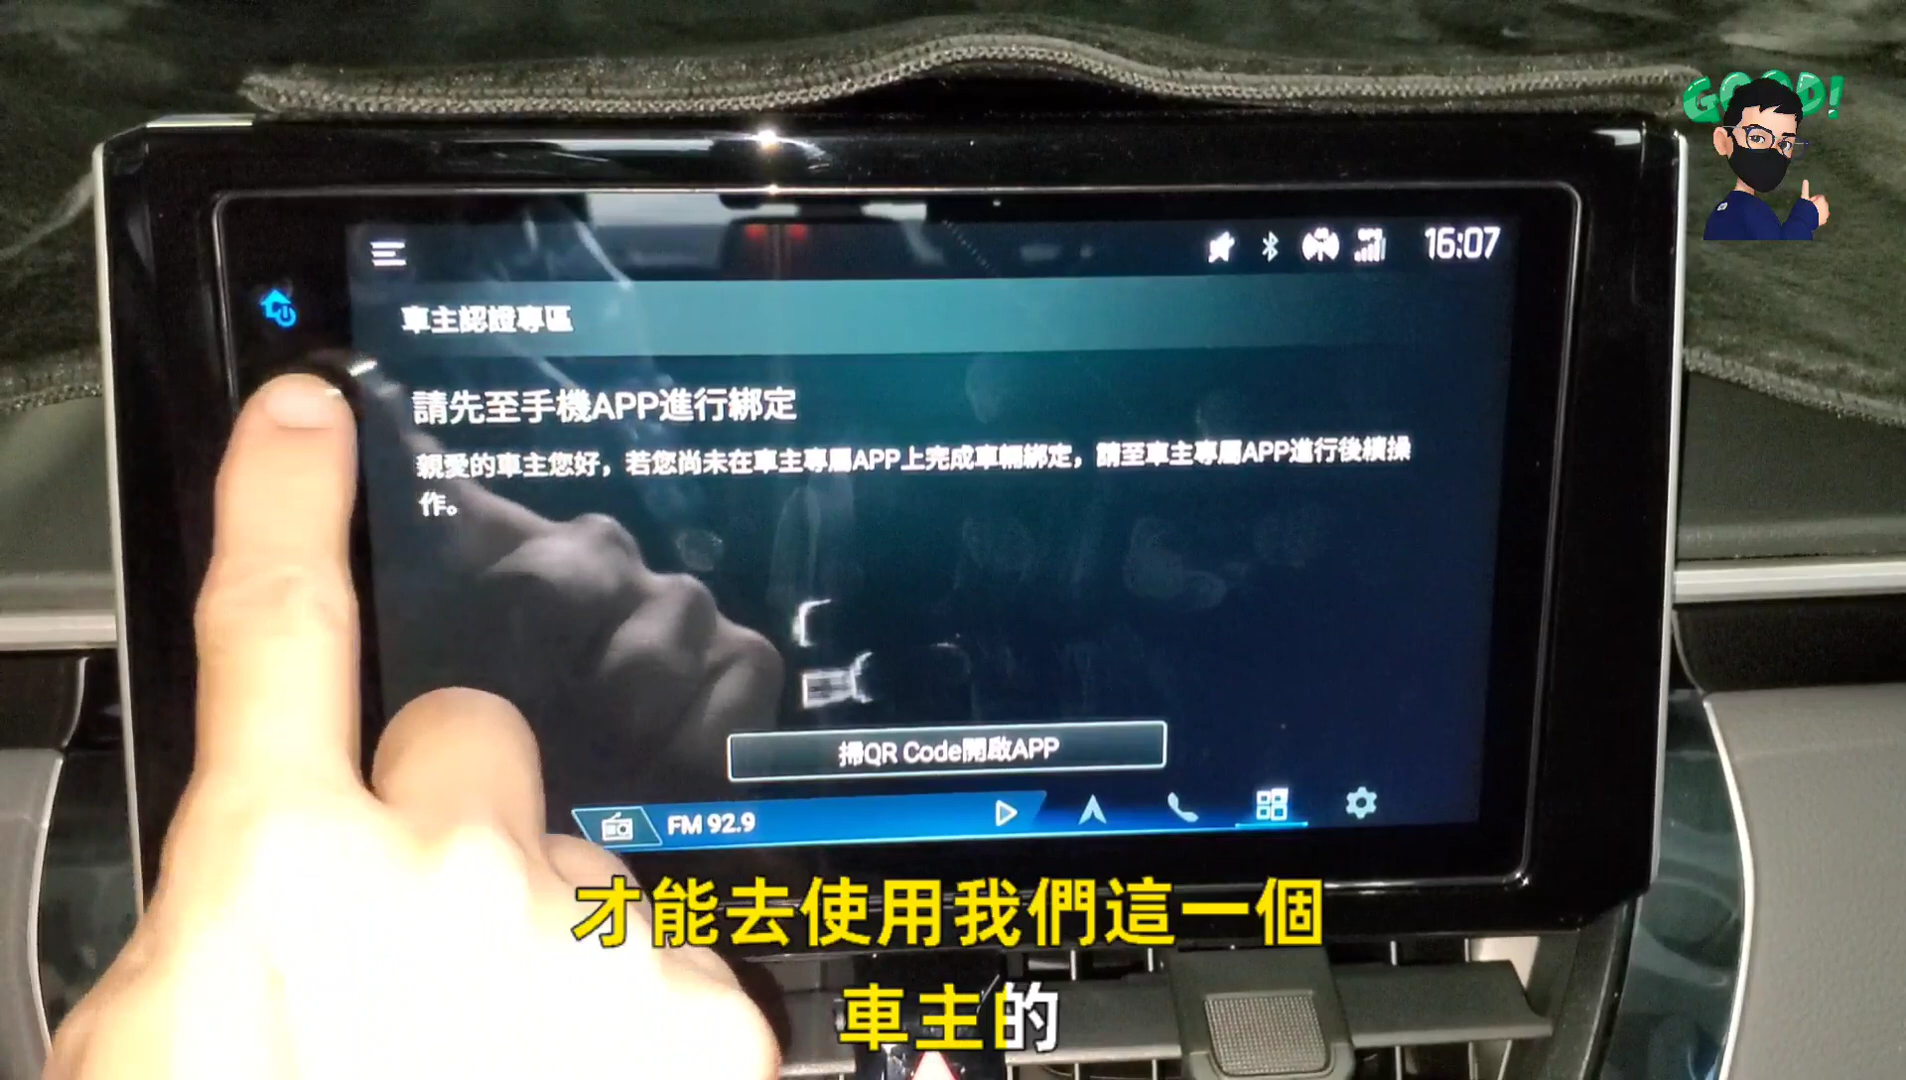 GOOD!
16:07
車主認證專區
請先至手機APP進行綁定
親愛的車主您好，若您尚未在車主專屬APP上完成車輛綁定，請至車主專屬APP進行後續操
作。
掃QR Code開啟APP
FM 92.9
才能去使用我們這一個
車主的